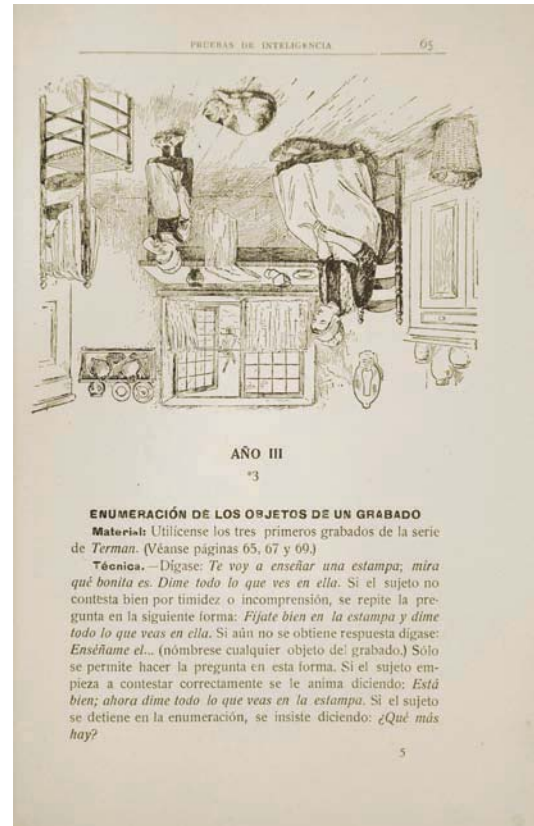 PRUEBAS DE INTELIGENCIA 65
AÑO III
*3
ENUMERACIÓN DE LOS OBJETOS DE UN GRABADO
Material: Utilícense los tres primeros grabados de la serie
de Terman. (Véanse páginas 65, 67 y 69.)
Técnica.—Dígase: Te voy a enseñar una estampa; mira
qué bonita es. Dime todo lo que ves en ella. Si el sujeto no
contesta bien por timidez o incomprensión, se repite la pre-
gunta en la siguiente forma: Fíjate bien en la estampa y dime
todo lo que veas en ella. Si aún no se obtiene respuesta dígase:
Enséñame el... (nómbrese cualquier objeto del grabado.) Sólo
se permite hacer la pregunta en esta forma. Si el sujeto em-
pieza a contestar correctamente se le anima diciendo: Está
bien; ahora dime todo lo que veas en la estampa. Si el sujeto
se detiene en la enumeración, se insiste diciendo: ¿Qué más
hay?
5